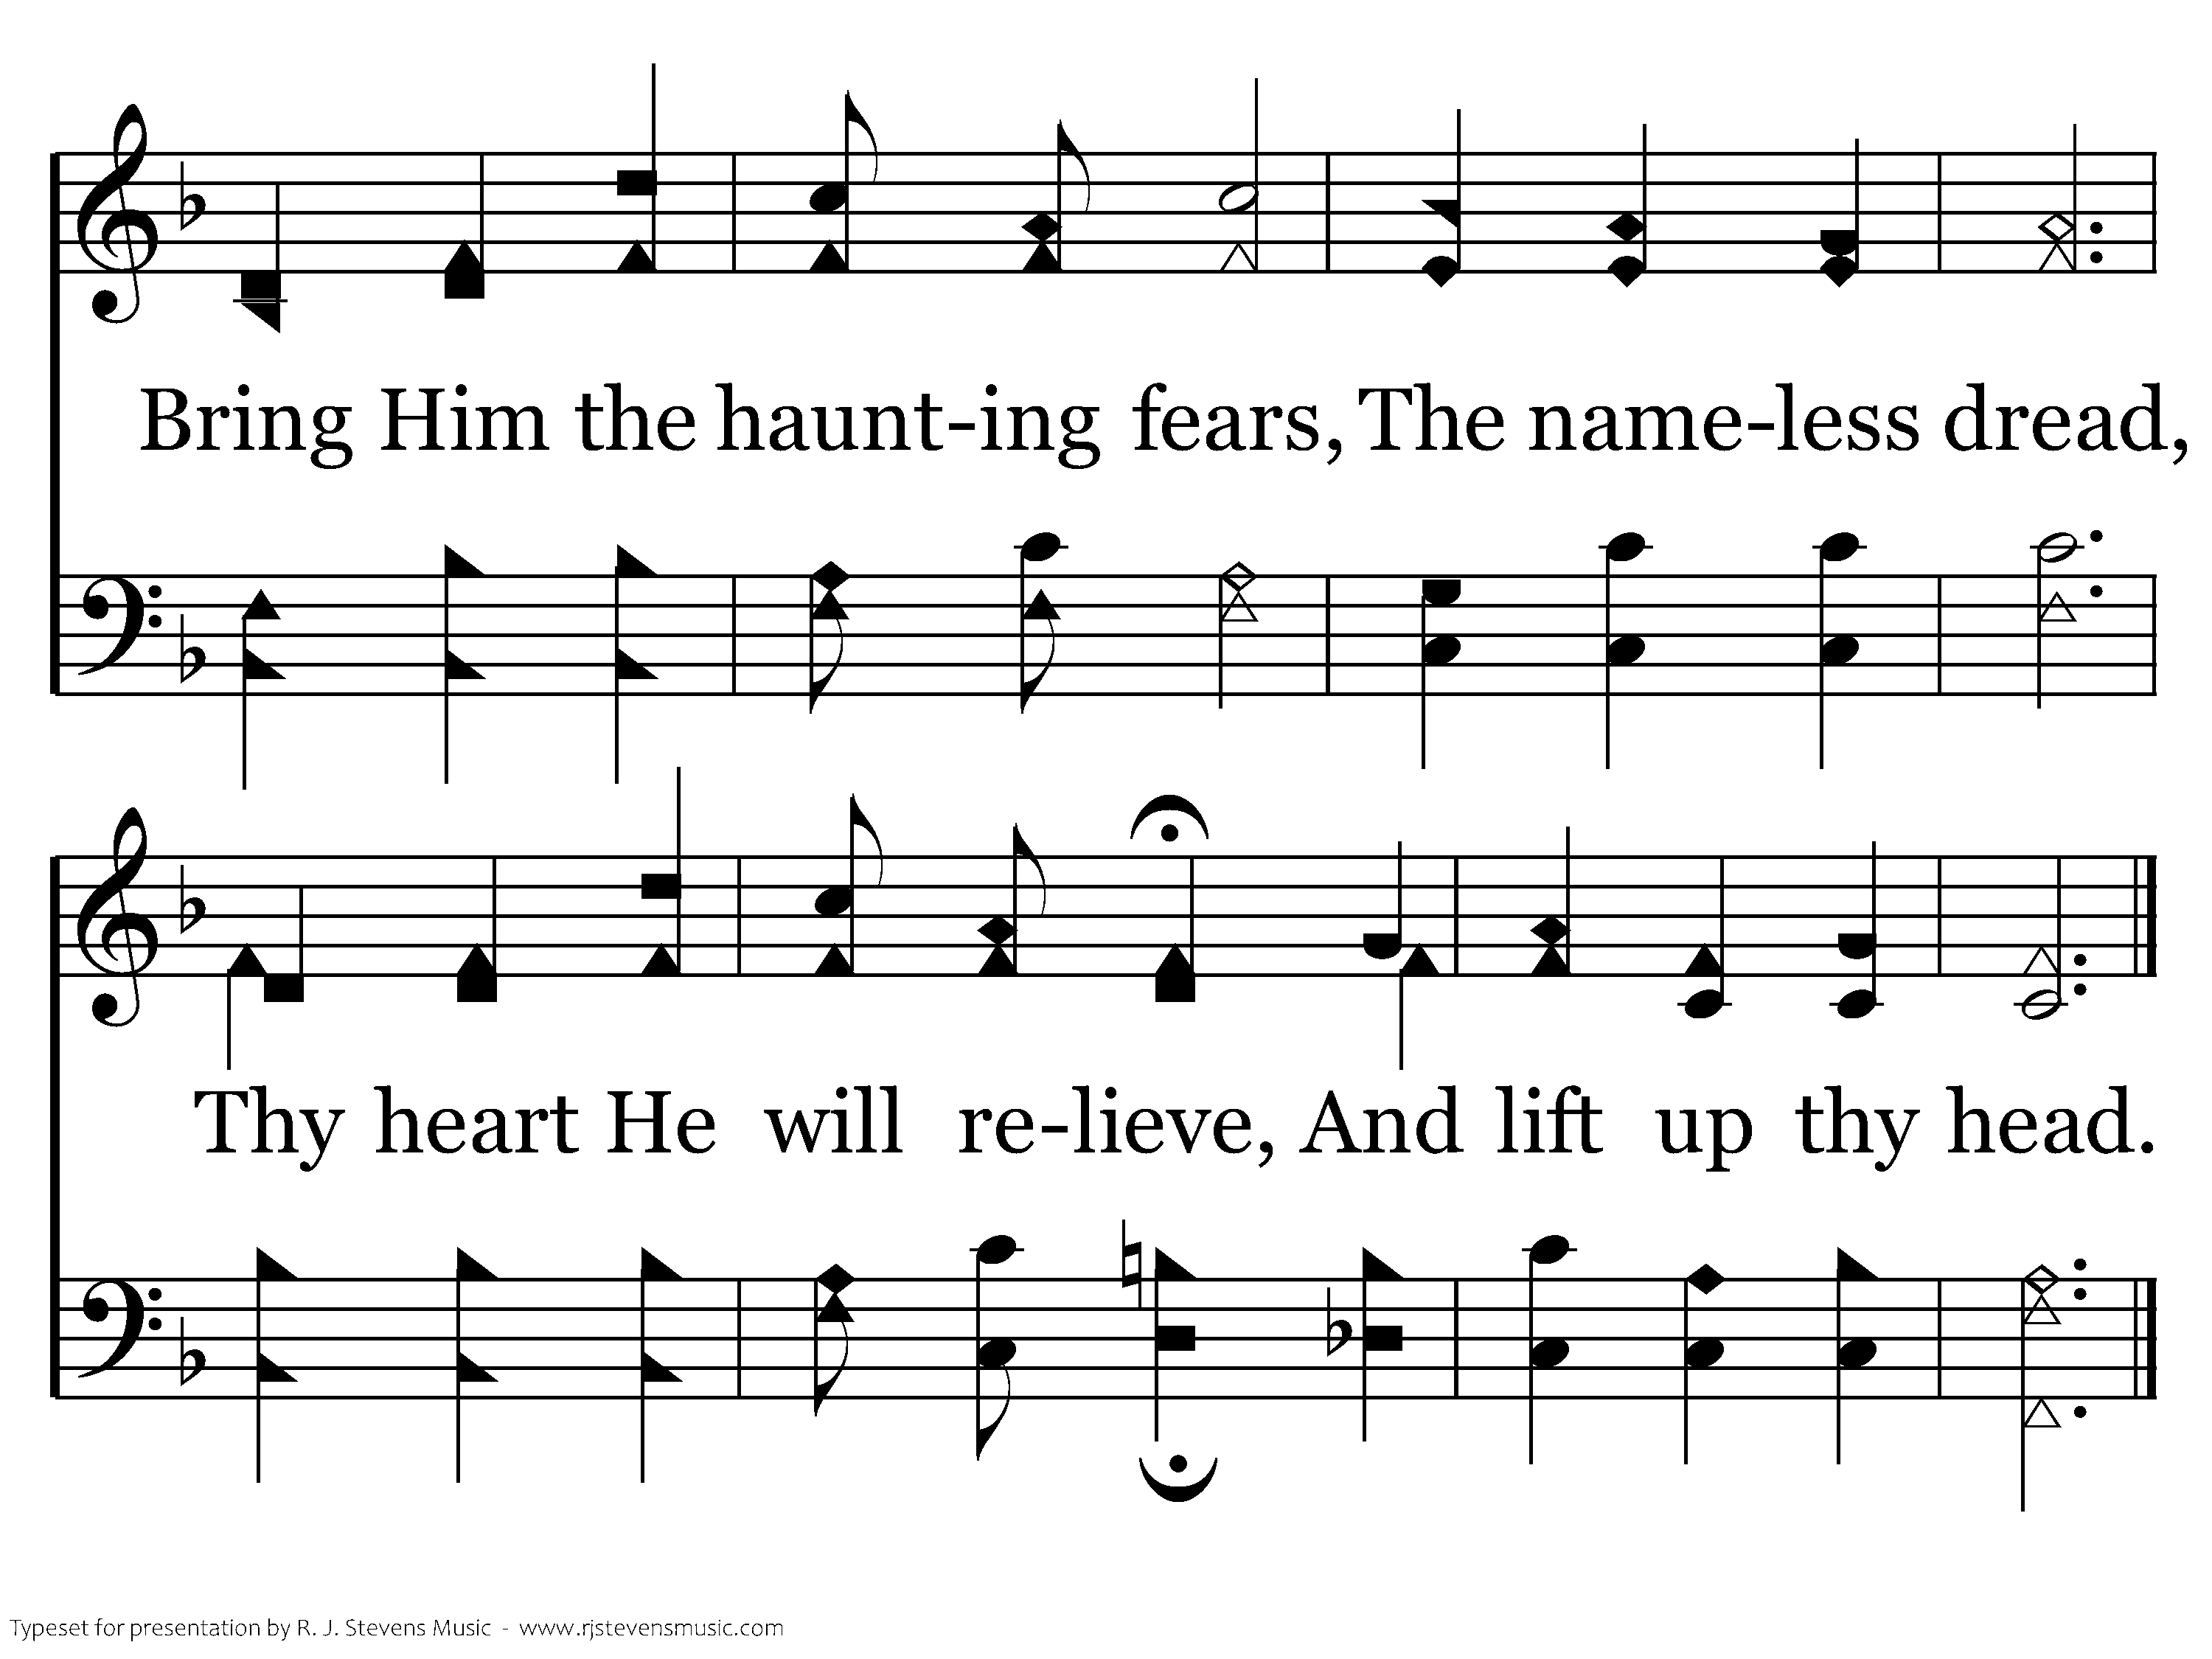 Bring Him the haunt-ing fears, The name-less dread,
Thy heart He will re-lieve, And lift up thy head.
Typeset for presentation by R. J. Stevens Music - www.rjstevensmusic.com